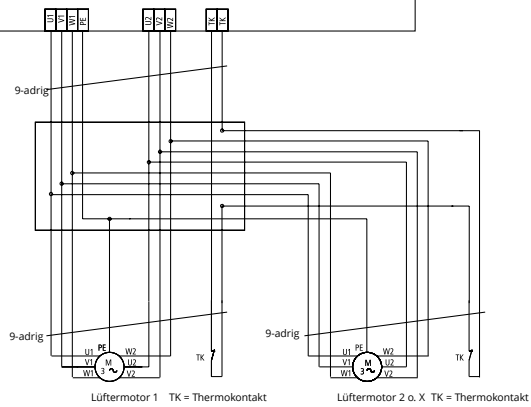 U1 V1 W1 PE U2 V2 W2 TK TK
9-adrig
9-adrig
9-adrig
PE
U1 W2
V1 M U2
W1 3 V2
TK
PE
U1 W2
V1 M U2
W1 3 V2
TK
Lüftermotor 1 TK = Thermokontakt
Lüftermotor 2 o. X TK = Thermokontakt